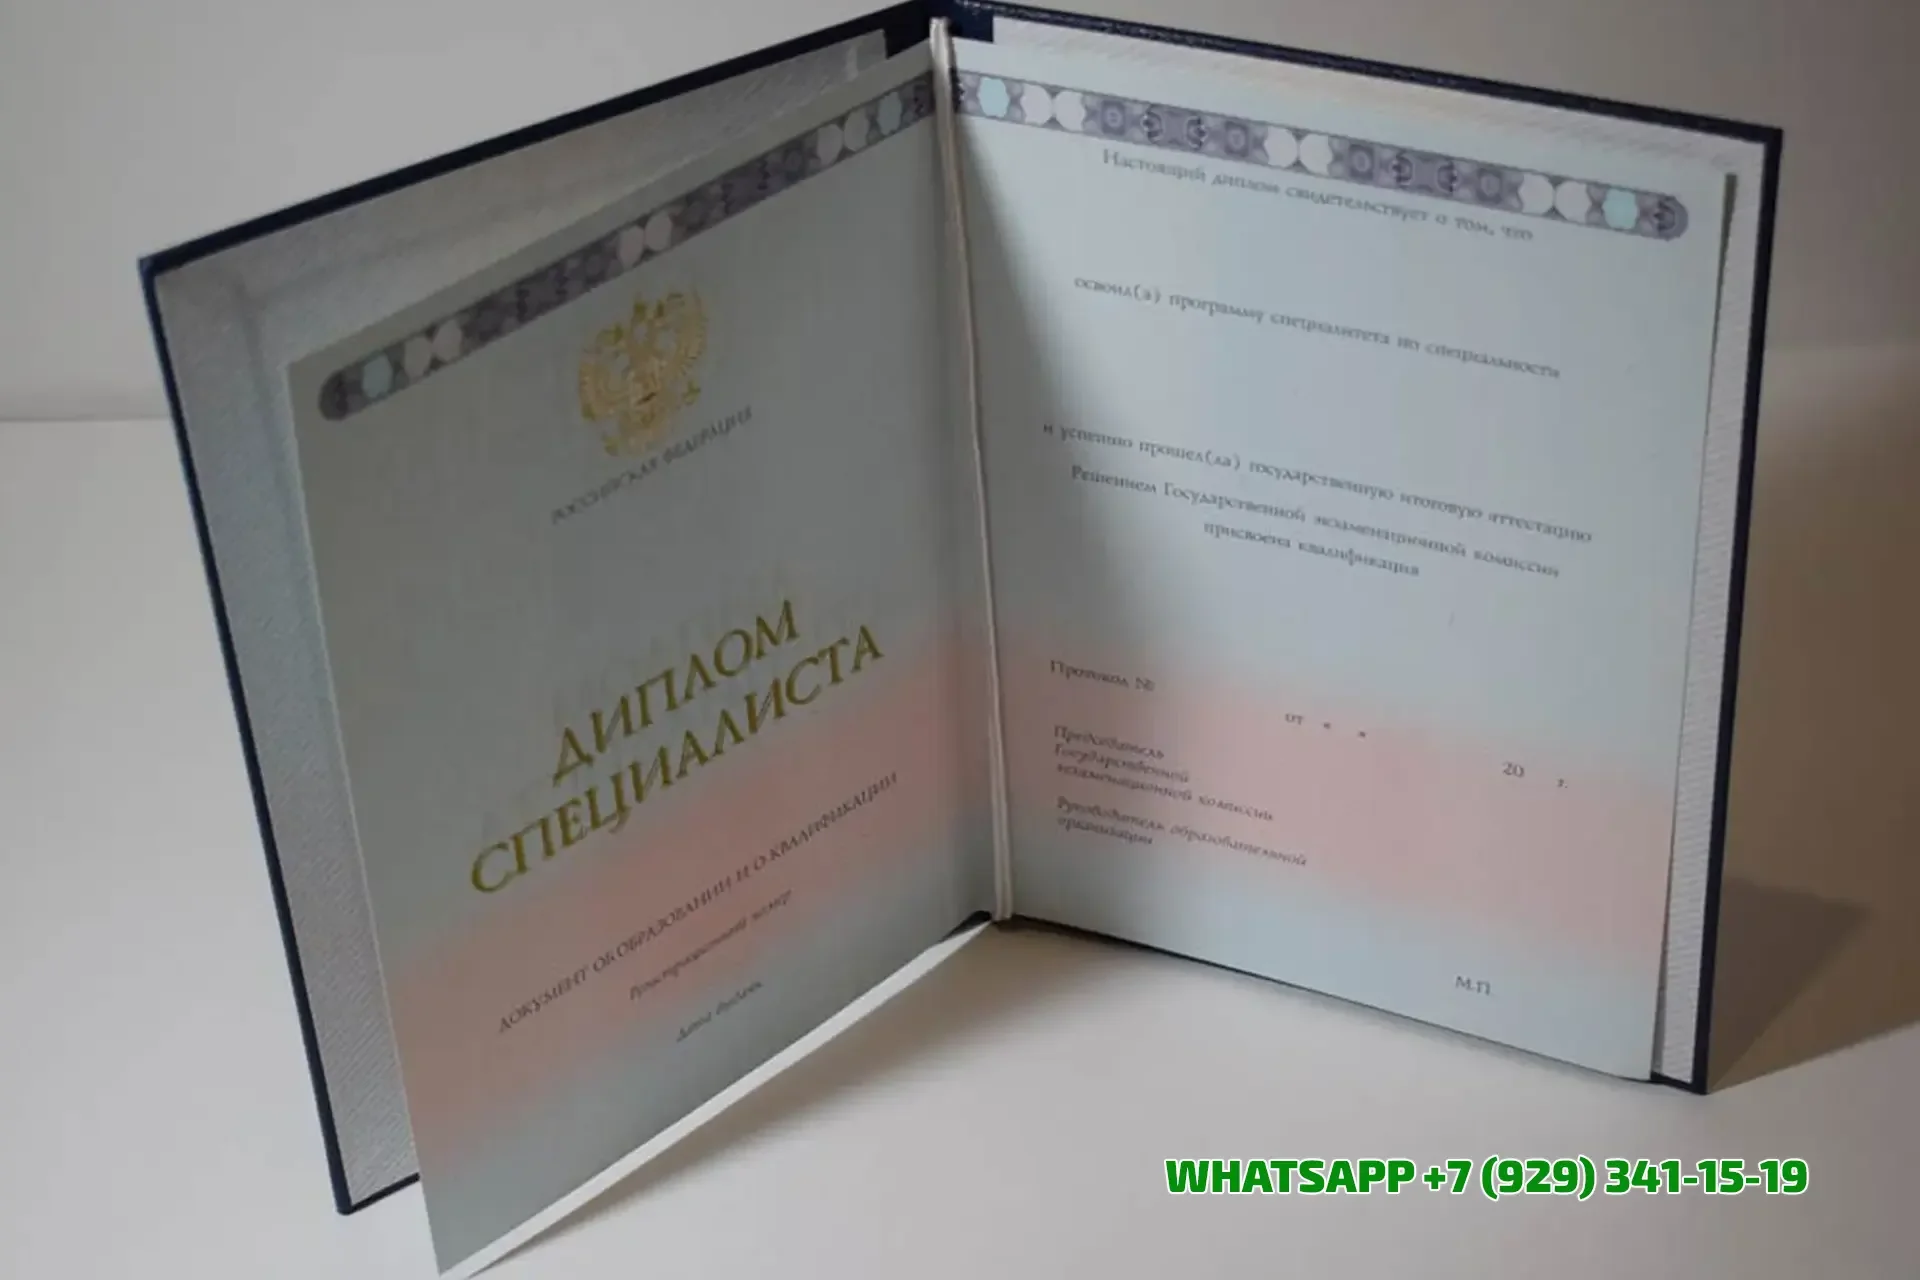 РОССИЙСКАЯ ФЕДЕРАЦИЯ
ДИПЛОМ
СПЕЦИАЛИСТА
ДОКУМЕНТ ОБ ОБРАЗОВАНИИ И О КВАЛИФИКАЦИИ
Регистрационный номер
Дата выдачи
Настоящий диплом свидетельствует о том, что
освоил(а) программу специалитета по специальности
и успешно прошел(ла) государственную итоговую аттестацию
Решением Государственной экзаменационной комиссии
присвоена квалификация
Протокол №
от « »
20 г.
Председатель
Государственной
экзаменационной комиссии
Руководитель образовательной
организации
М.П.
WHATSAPP +7 (929) 341-15-19